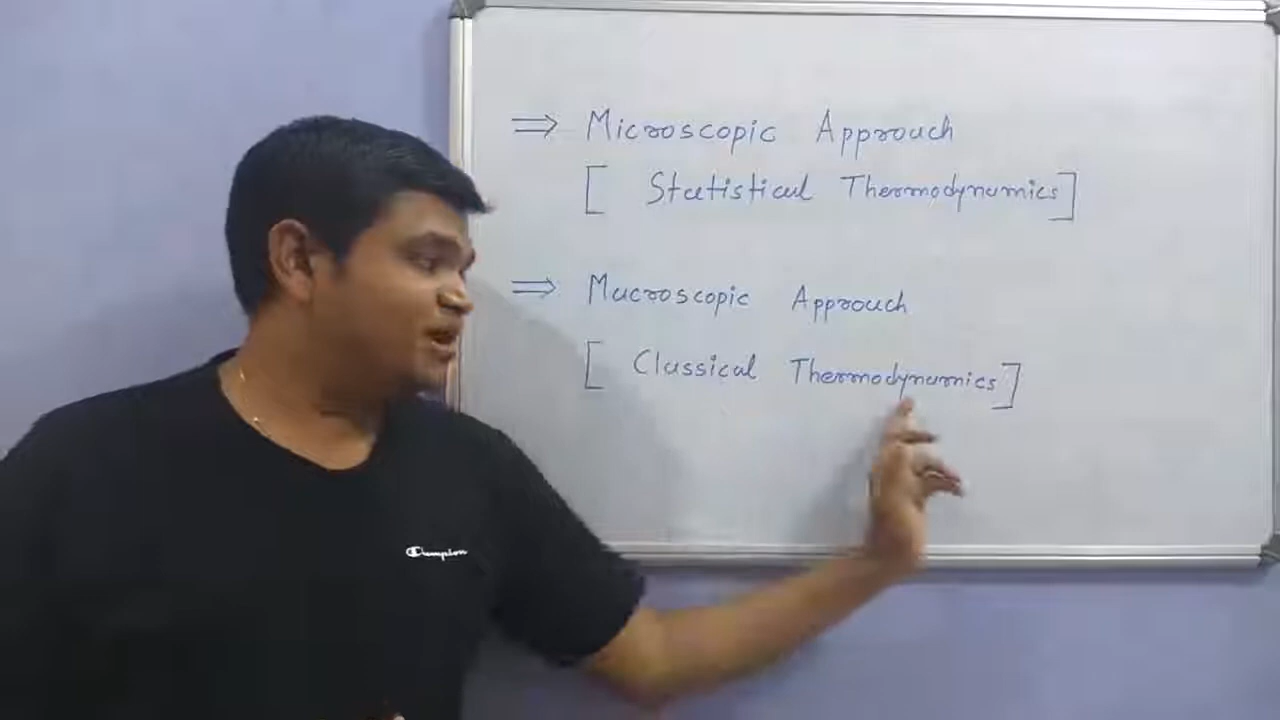 ⇒ Microscopic Approach
[ Statistical Thermodynamics]
⇒ Macroscopic Approach
[ Classical Thermodynamics]
Champion